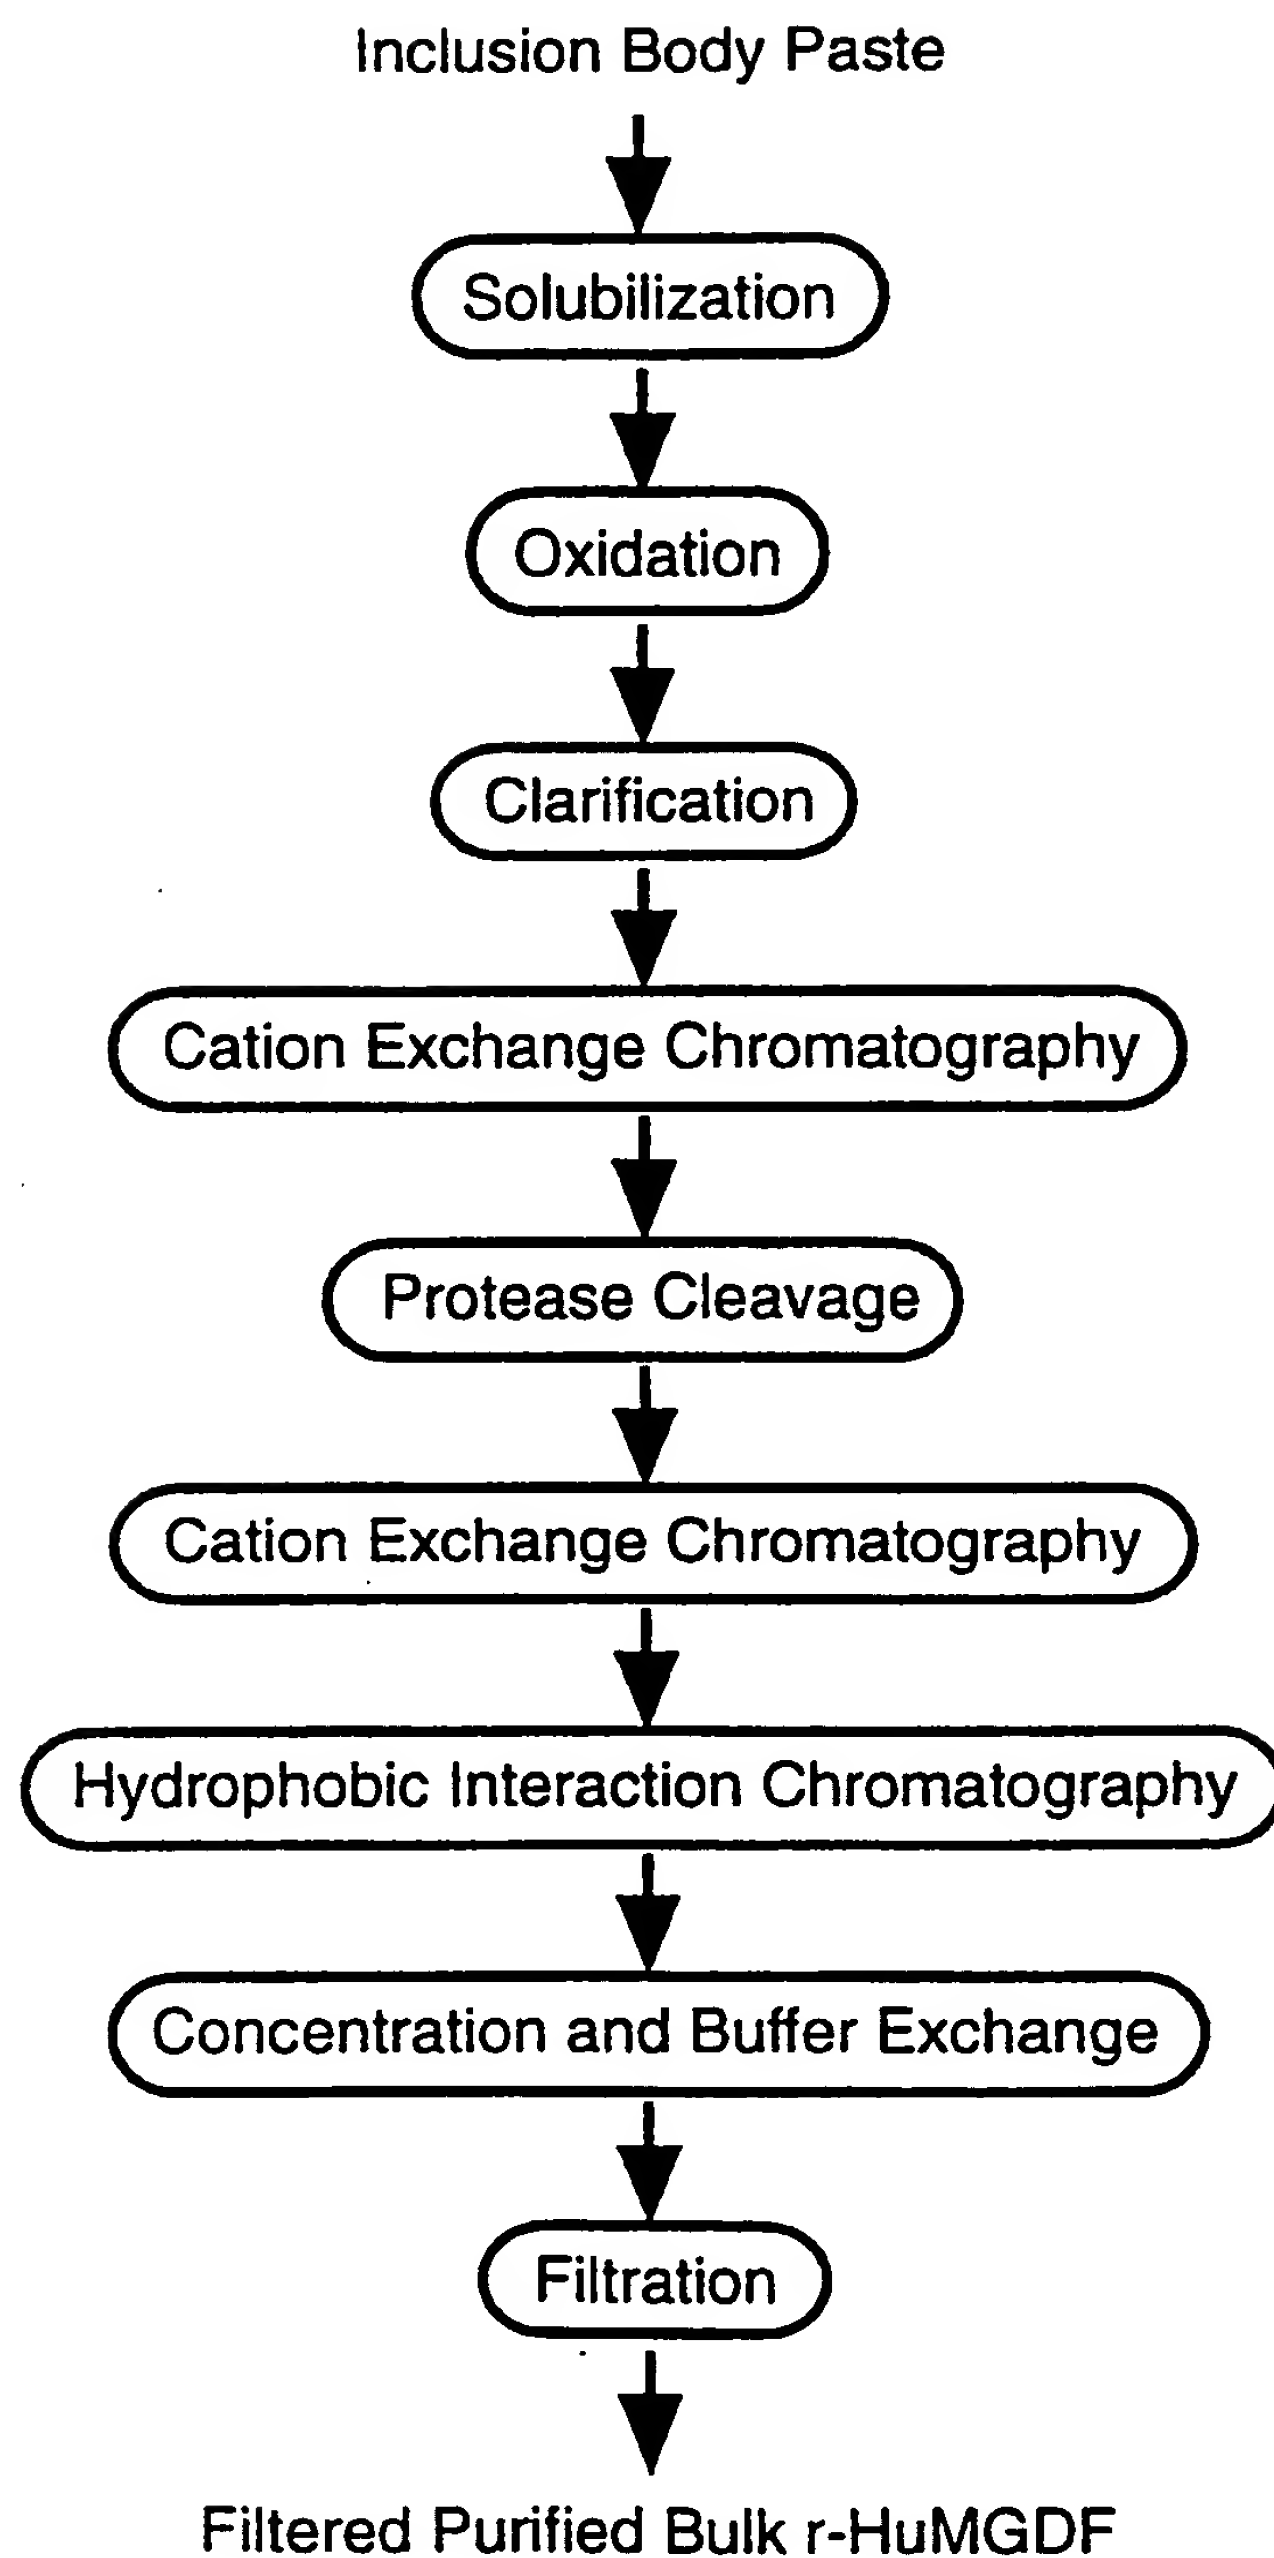 Inclusion Body Paste
Solubilization
Oxidation
Clarification
Cation Exchange Chromatography
Protease Cleavage
Cation Exchange Chromatography
Hydrophobic Interaction Chromatography
Concentration and Buffer Exchange
Filtration
Filtered Purified Bulk r-HuMGDF